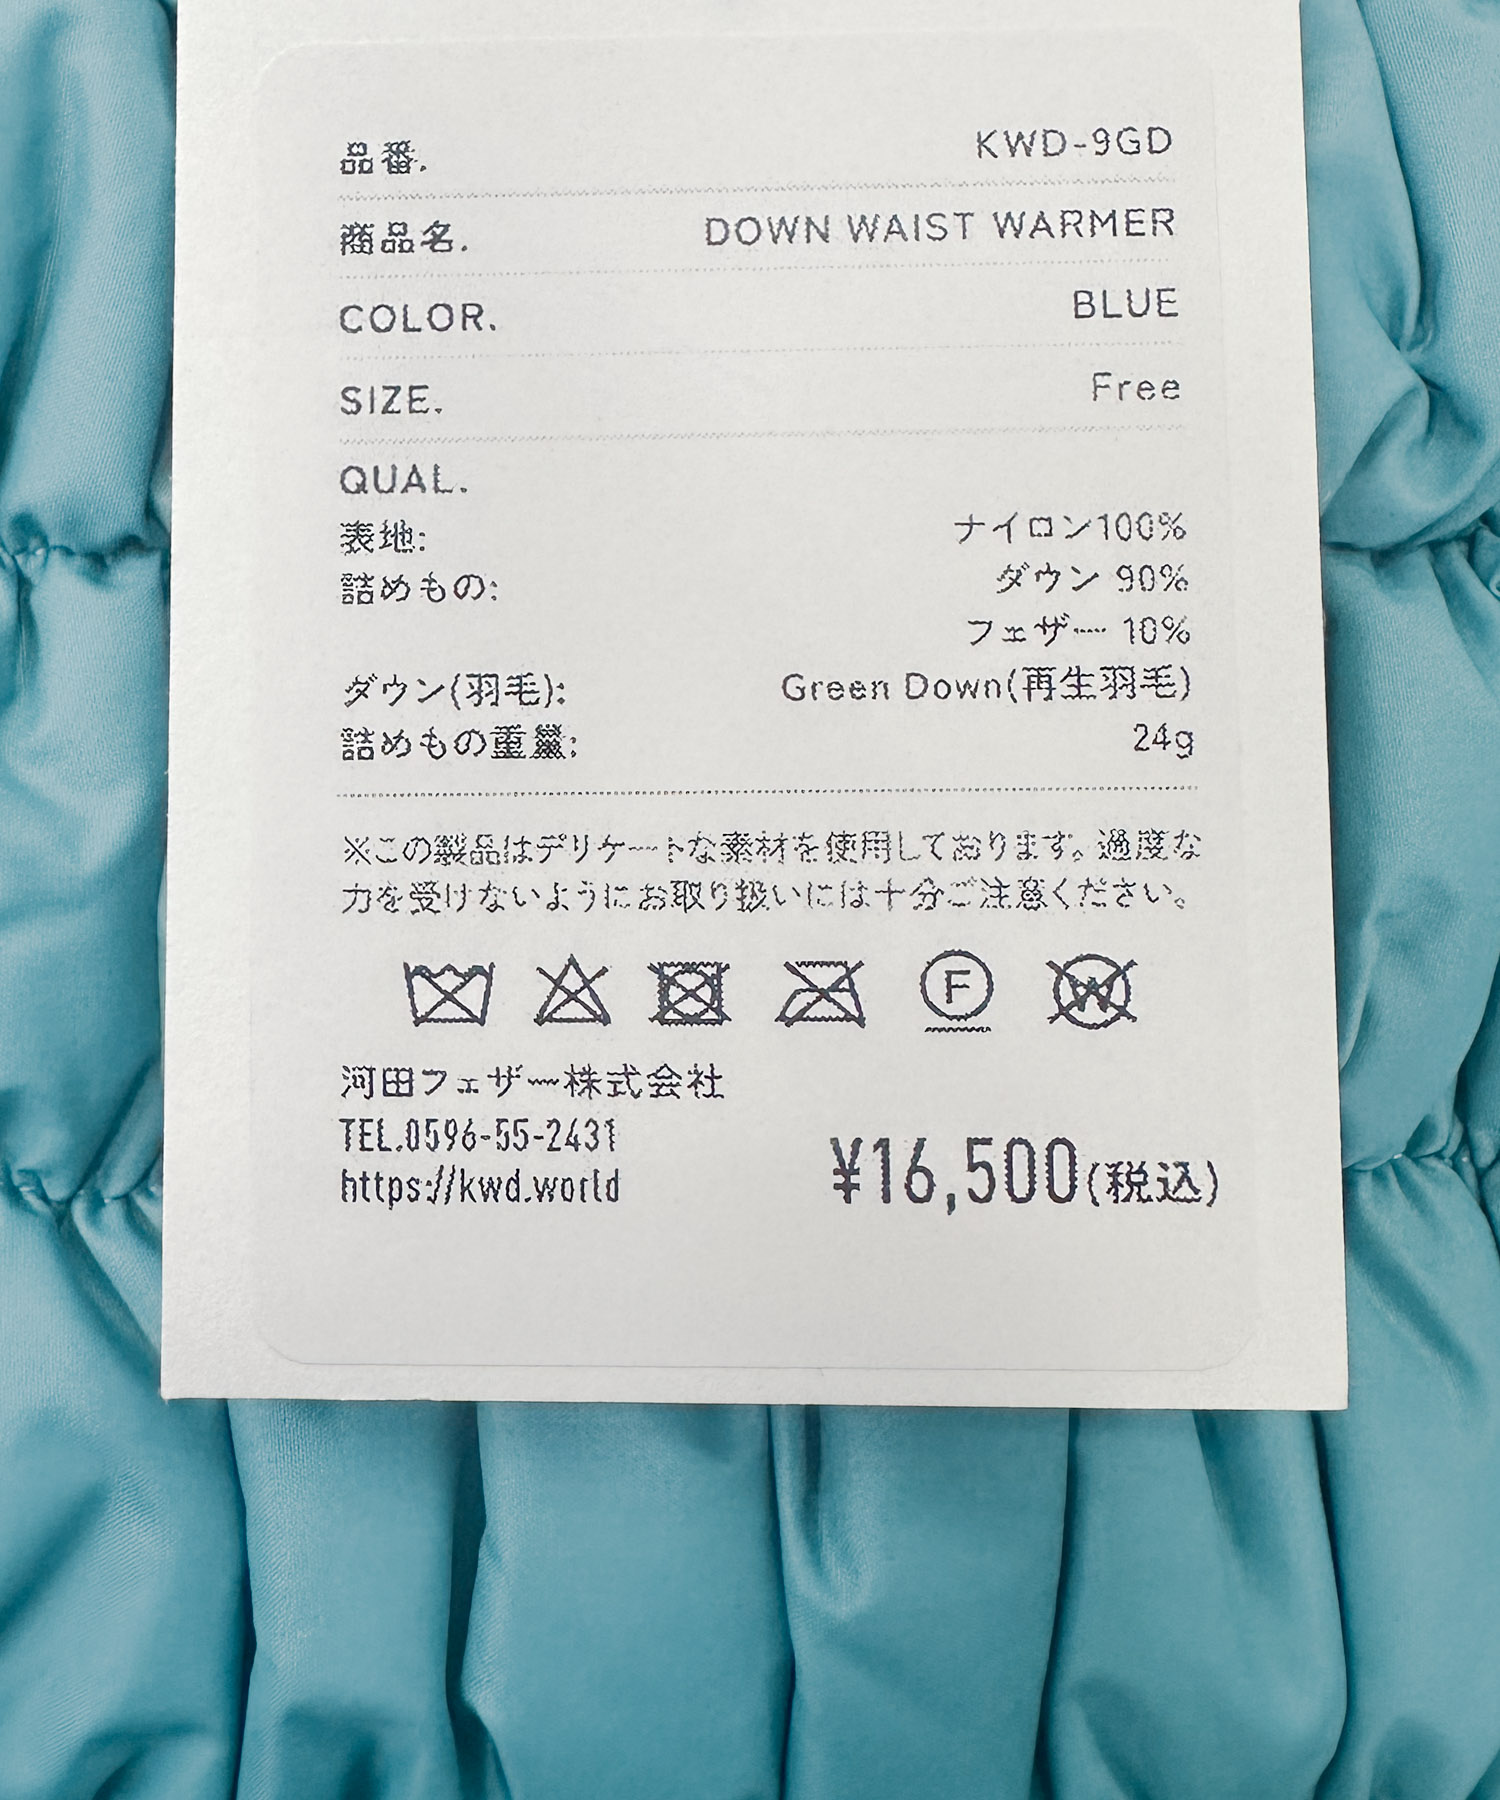 品番. KWD-9GD
商品名. DOWN WAIST WARMER
COLOR. BLUE
SIZE. Free
QUAL.
表地: ナイロン100%
詰めもの: ダウン 90%
フェザー 10%
ダウン(羽毛): Green Down(再生羽毛)
詰めもの重量: 24g
※この製品はデリケートな素材を使用しております。過度な
力を受けないようにお取り扱いには十分ご注意ください。
F W
河田フェザー株式会社
TEL.0596-55-2431
https://kwd.world
¥16,500(税込)